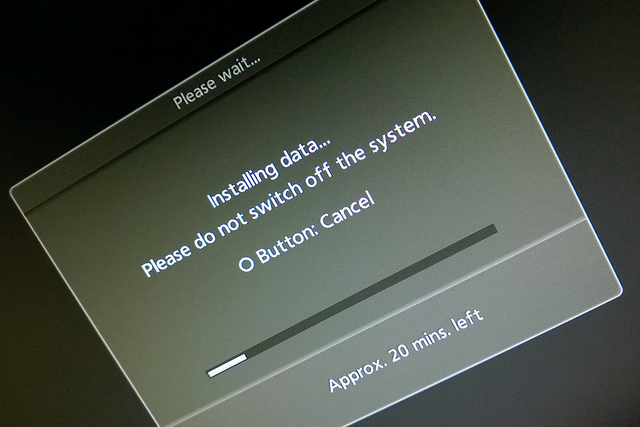 Please wait...
Installing data...
Please do not switch off the system.
O Button: Cancel
Approx. 20 mins. left